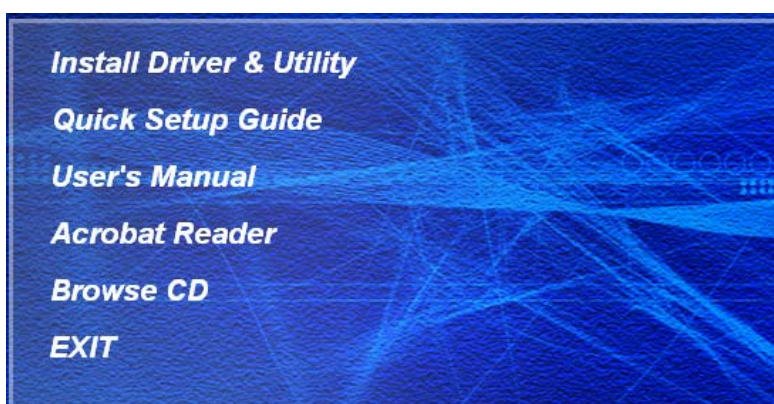 Install Driver & Utility
Quick Setup Guide
User's Manual
Acrobat Reader
Browse CD
EXIT